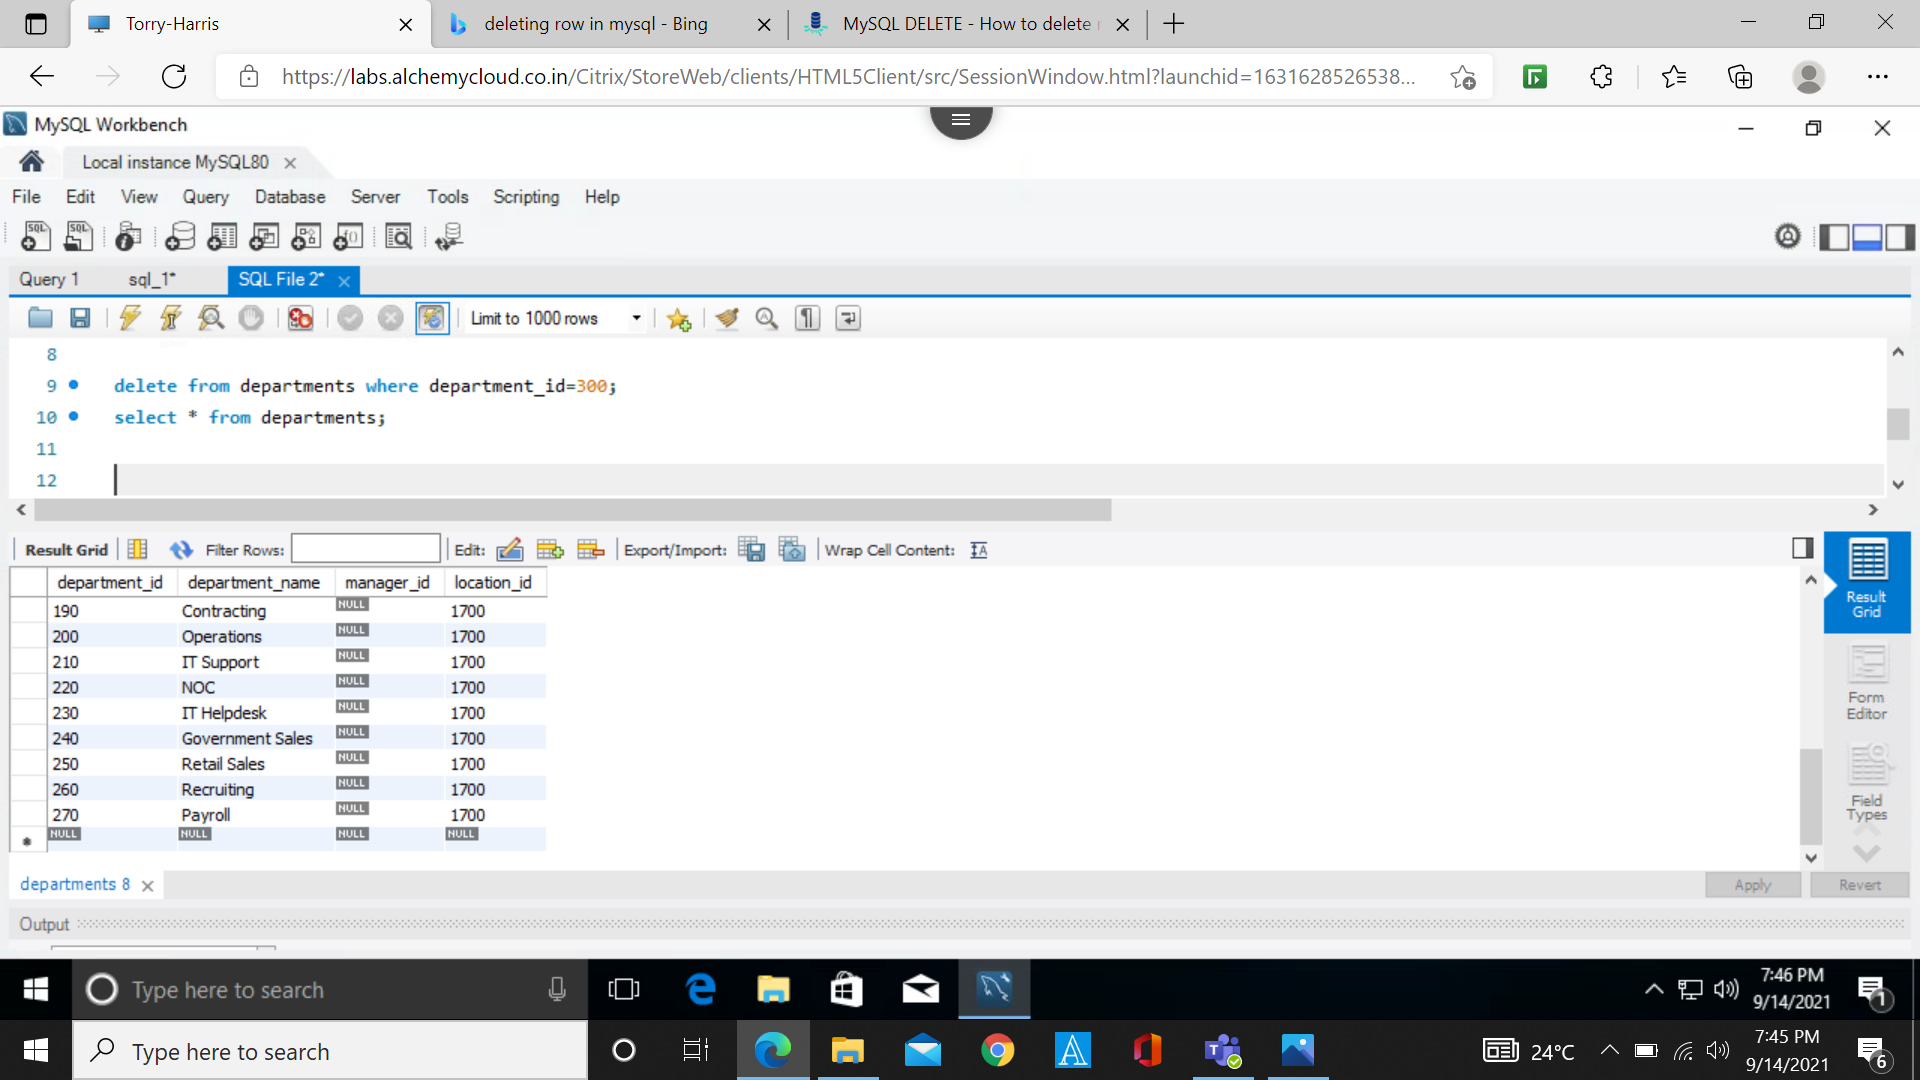 Torry-Harris
deleting row in mysql - Bing
MySQL DELETE - How to delete
https://labs.alchemycloud.co.in/Citrix/StoreWeb/clients/HTML5Client/src/SessionWindow.html?launchid=1631628526538...
MySQL Workbench
Local instance MySQL80
File Edit View Query Database Server Tools Scripting Help
Query 1 sql_1* SQL File 2*
Limit to 1000 rows
8
9 delete from departments where department_id=300;
10 select * from departments;
11
12
Result Grid Filter Rows: Edit: Export/Import: Wrap Cell Content:
department_id department_name manager_id location_id
190 Contracting NULL 1700
200 Operations NULL 1700
210 IT Support NULL 1700
220 NOC NULL 1700
230 IT Helpdesk NULL 1700
240 Government Sales NULL 1700
250 Retail Sales NULL 1700
260 Recruiting NULL 1700
270 Payroll NULL 1700
NULL NULL NULL NULL
Result
Grid
Form
Editor
Field
Types
departments 8
Apply Revert
Output
Type here to search
7:46 PM
9/14/2021
1
Type here to search
24°C
7:45 PM
9/14/2021
6